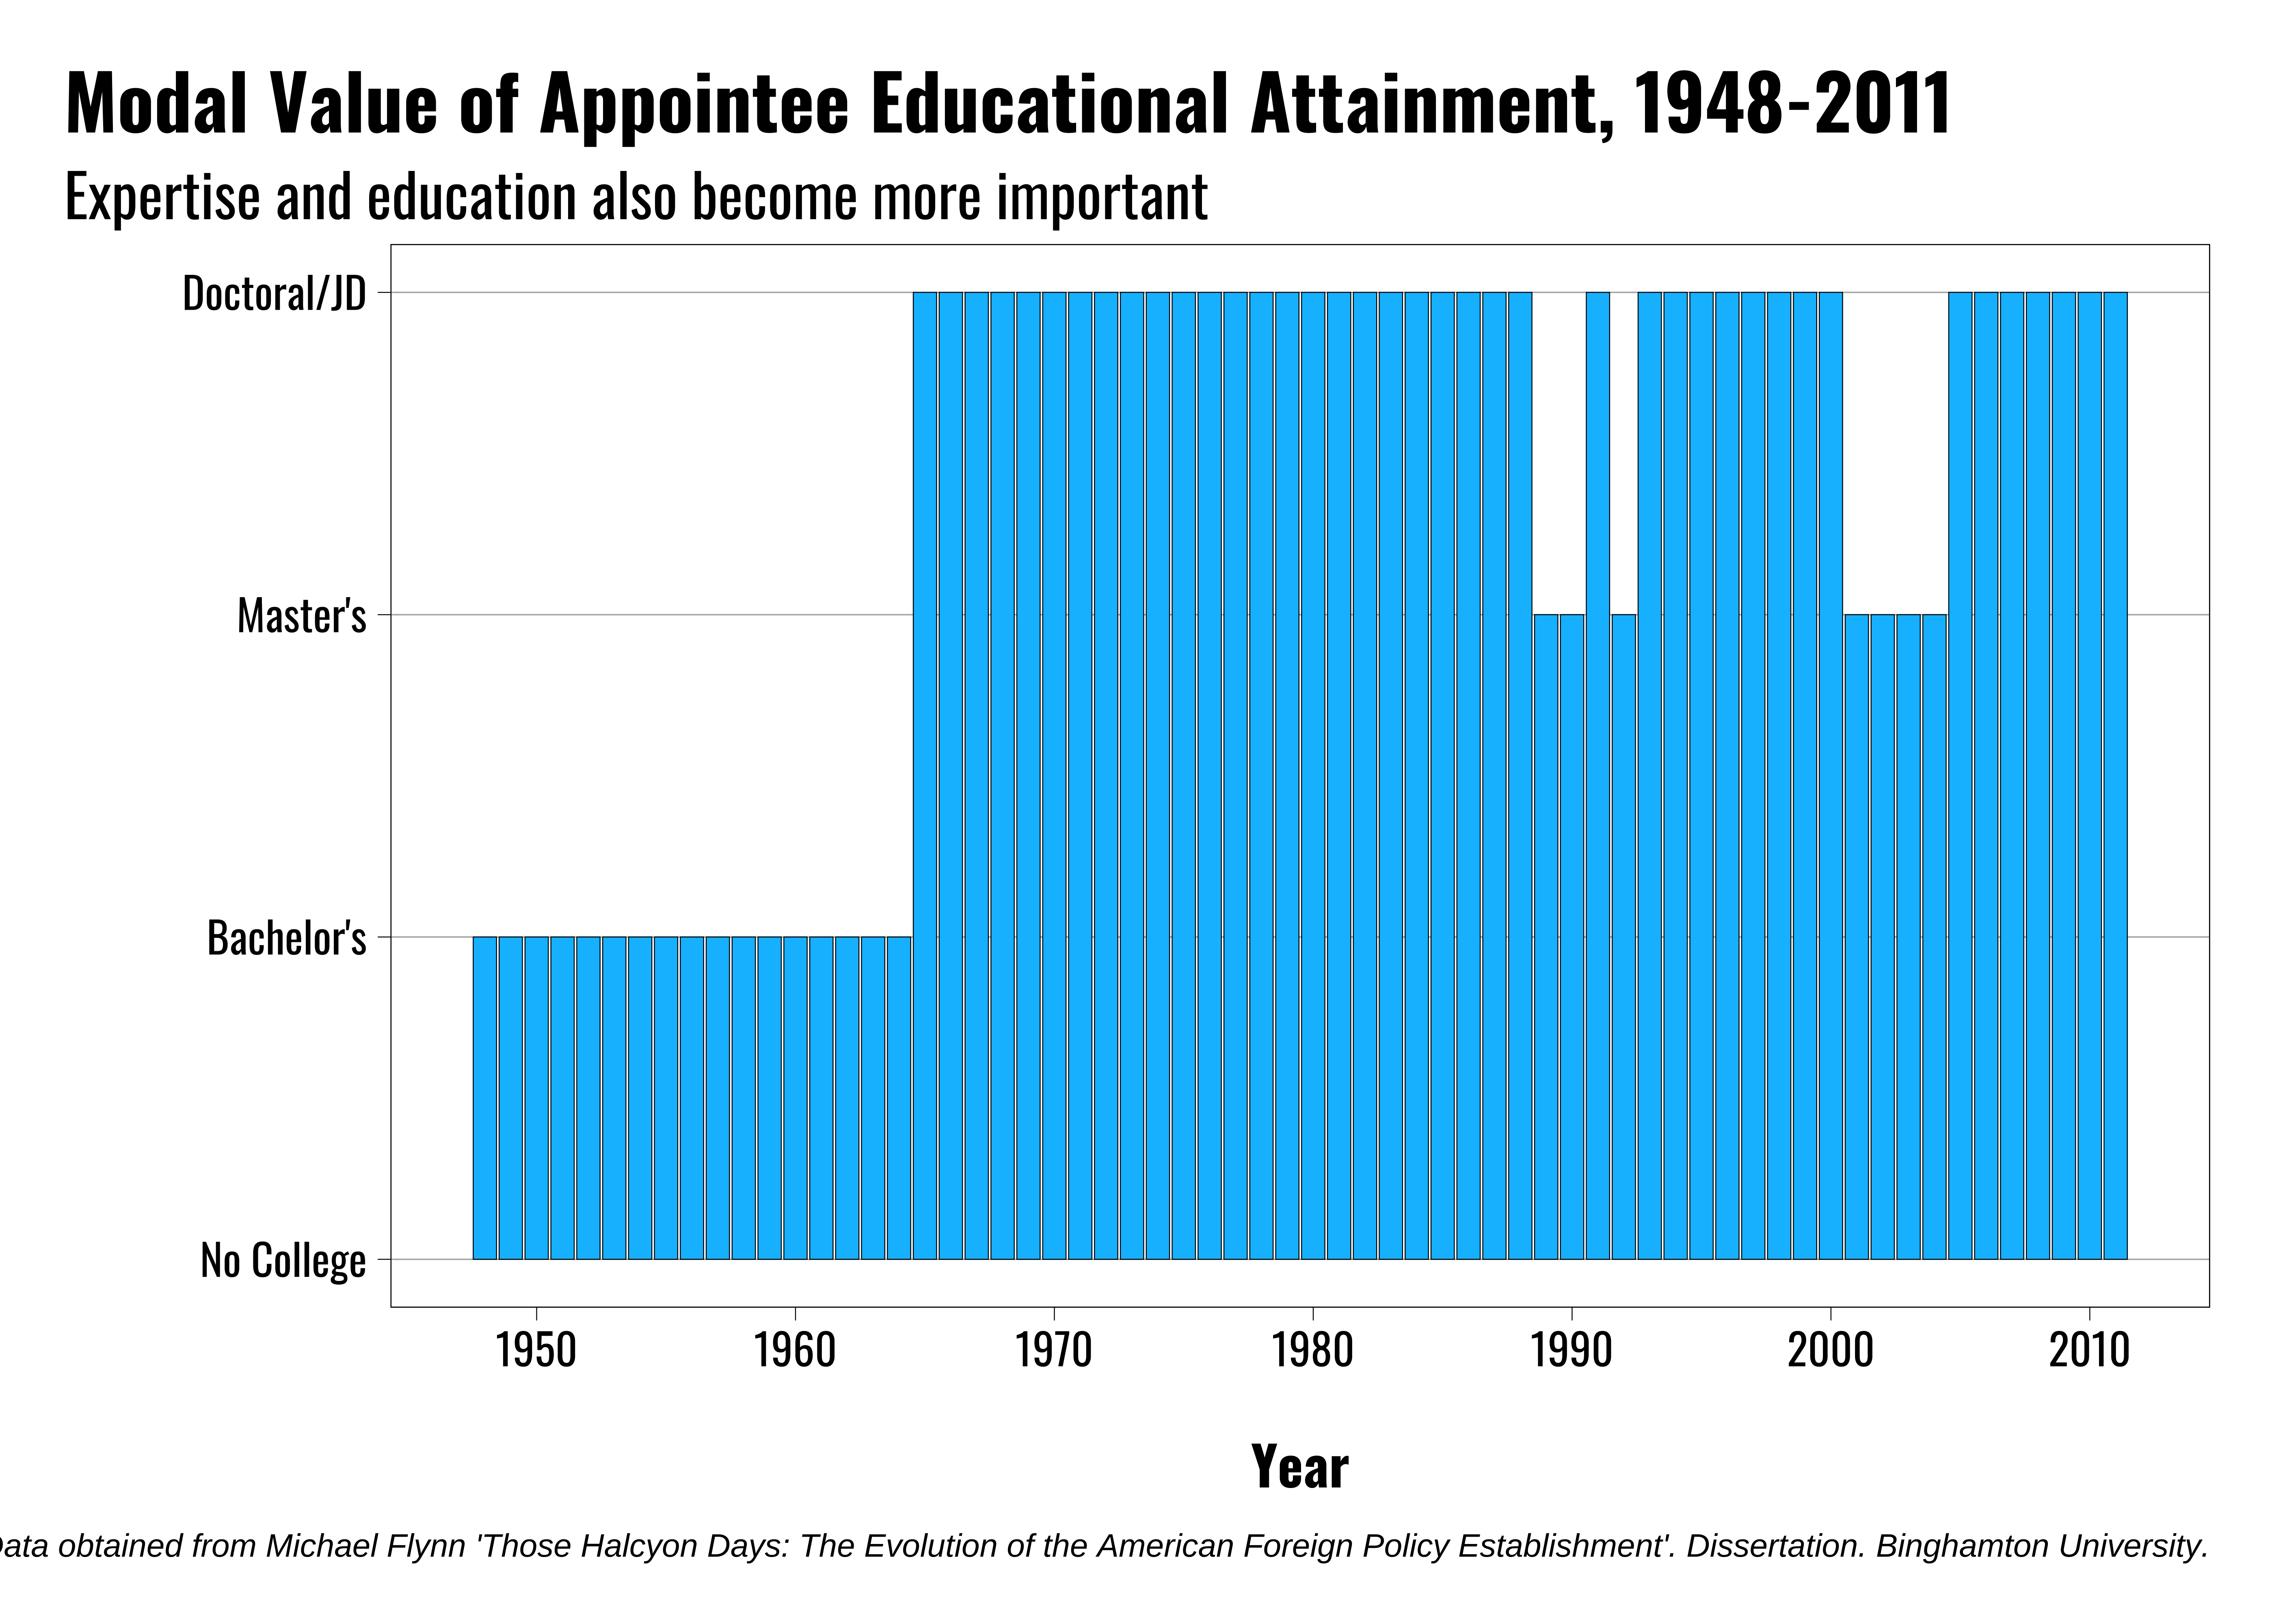 Modal Value of Appointee Educational Attainment, 1948-2011
Expertise and education also become more important
Doctoral/JD
Master's
Bachelor's
No College
1950 1960 1970 1980 1990 2000 2010
Year
obtained from Michael Flynn 'Those Halcyon Days: The Evolution of the American Foreign Policy Establishment'. Dissertation. Binghamton University.